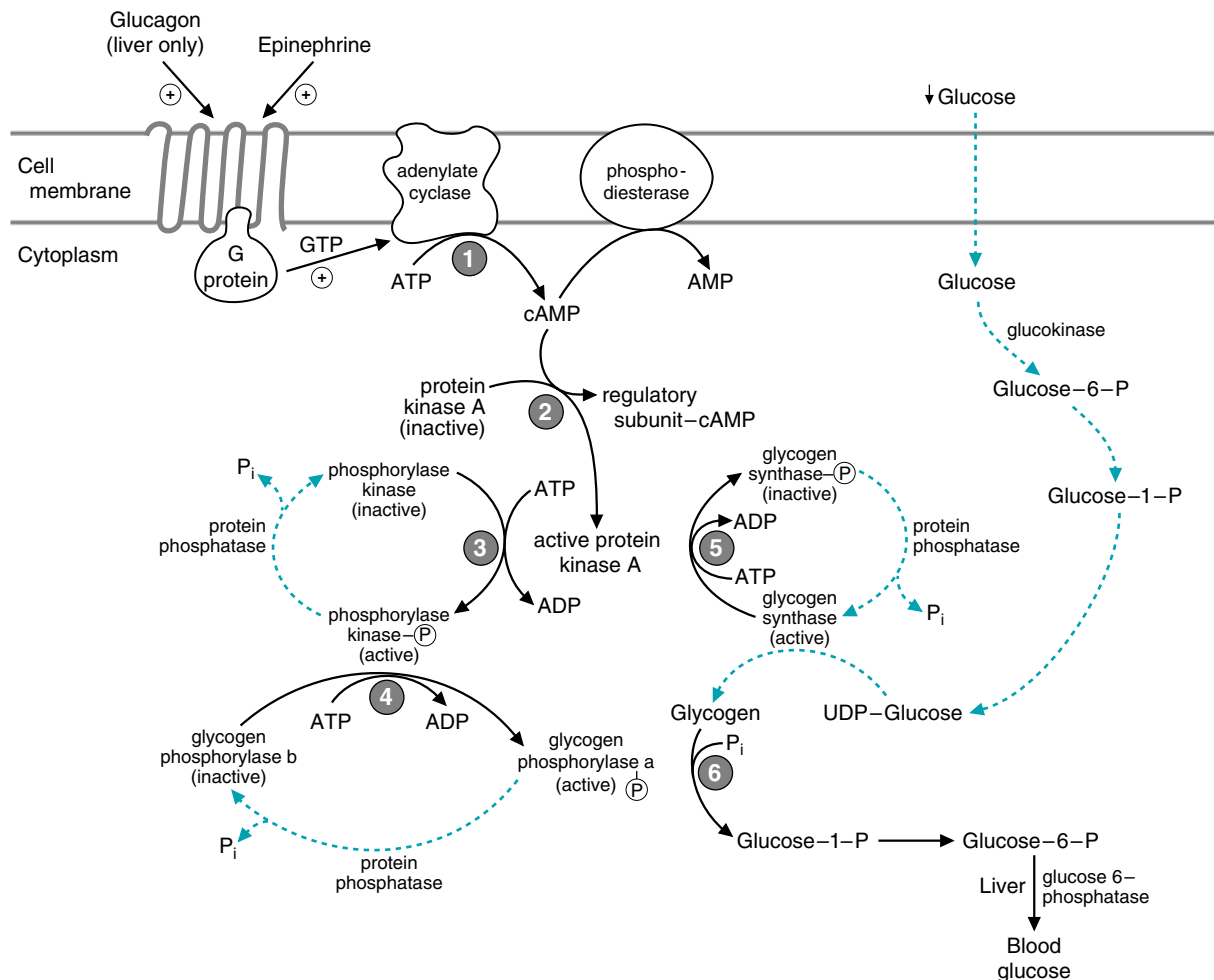 Glucagon
(liver only)
Epinephrine
+
+
Glucose
Cell
membrane
adenylate
cyclase
phospho-
diesterase
Cytoplasm
G
protein
GTP
+
ATP
1
AMP
cAMP
Glucose
glucokinase
Glucose–6–P
protein
kinase A
(inactive)
2
regulatory
subunit–cAMP
Glucose–1–P
Pi
phosphorylase
kinase
(inactive)
protein
phosphatase
ATP
3
ADP
active protein
kinase A
glycogen
synthase–P
(inactive)
ADP
5
ATP
protein
phosphatase
glycogen
synthase
(active)
Pi
phosphorylase
kinase–P
(active)
4
ATP
ADP
glycogen
phosphorylase b
(inactive)
glycogen
phosphorylase a
(active)
P
Pi
protein
phosphatase
Glycogen
UDP–Glucose
Pi
6
Glucose–1–P
Glucose–6–P
Liver
glucose 6–
phosphatase
Blood
glucose